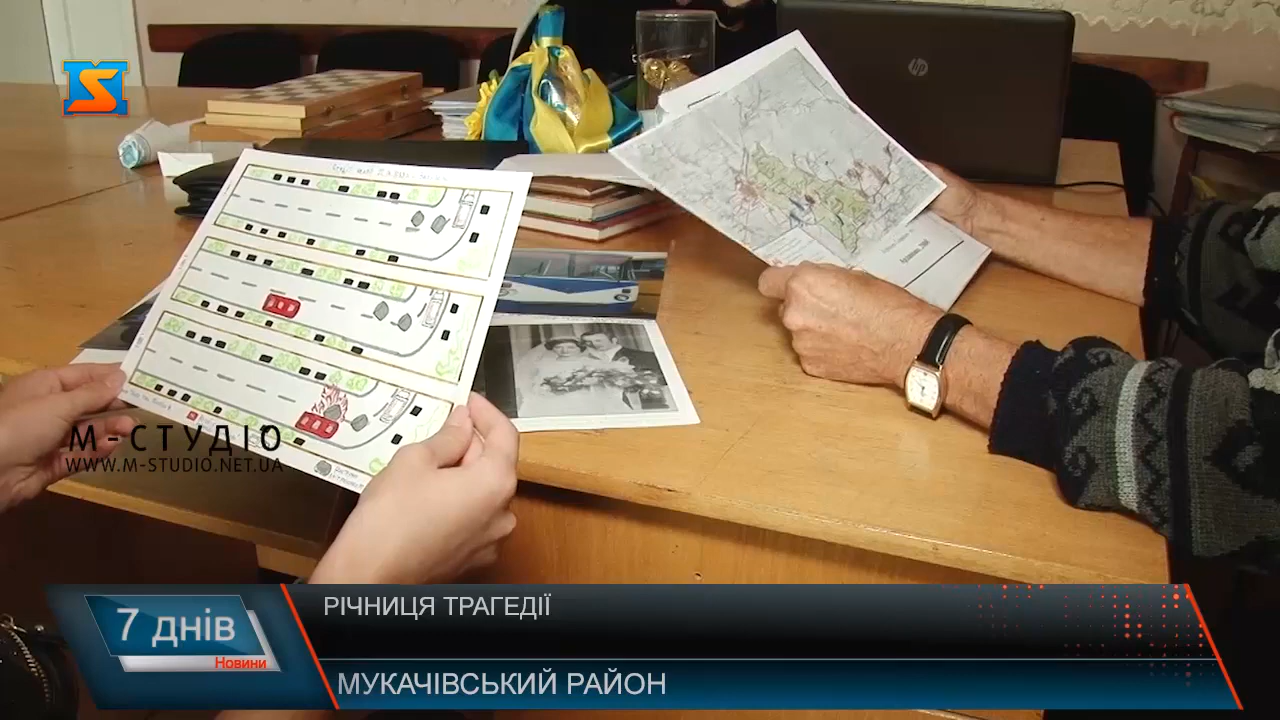 hp
М-СТУДІО
WWW.M-STUDIO.NET.UA
7 днів
Новини
РІЧНИЦЯ ТРАГЕДІЇ
МУКАЧІВСЬКИЙ РАЙОН